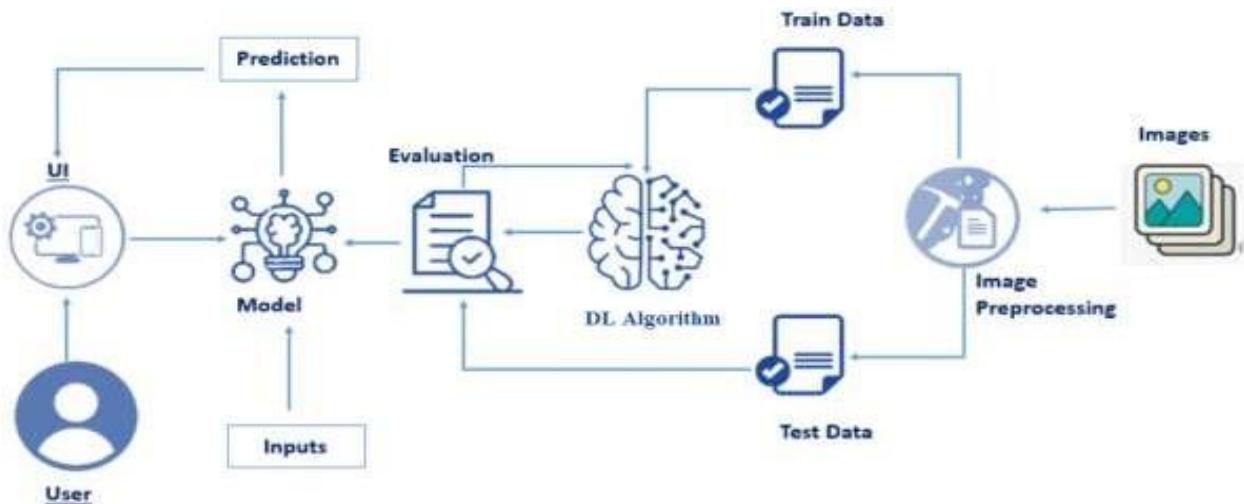 Train Data
Prediction
Images
Evaluation
UI
Model
Image
Preprocessing
DL Algorithm
Inputs
Test Data
User